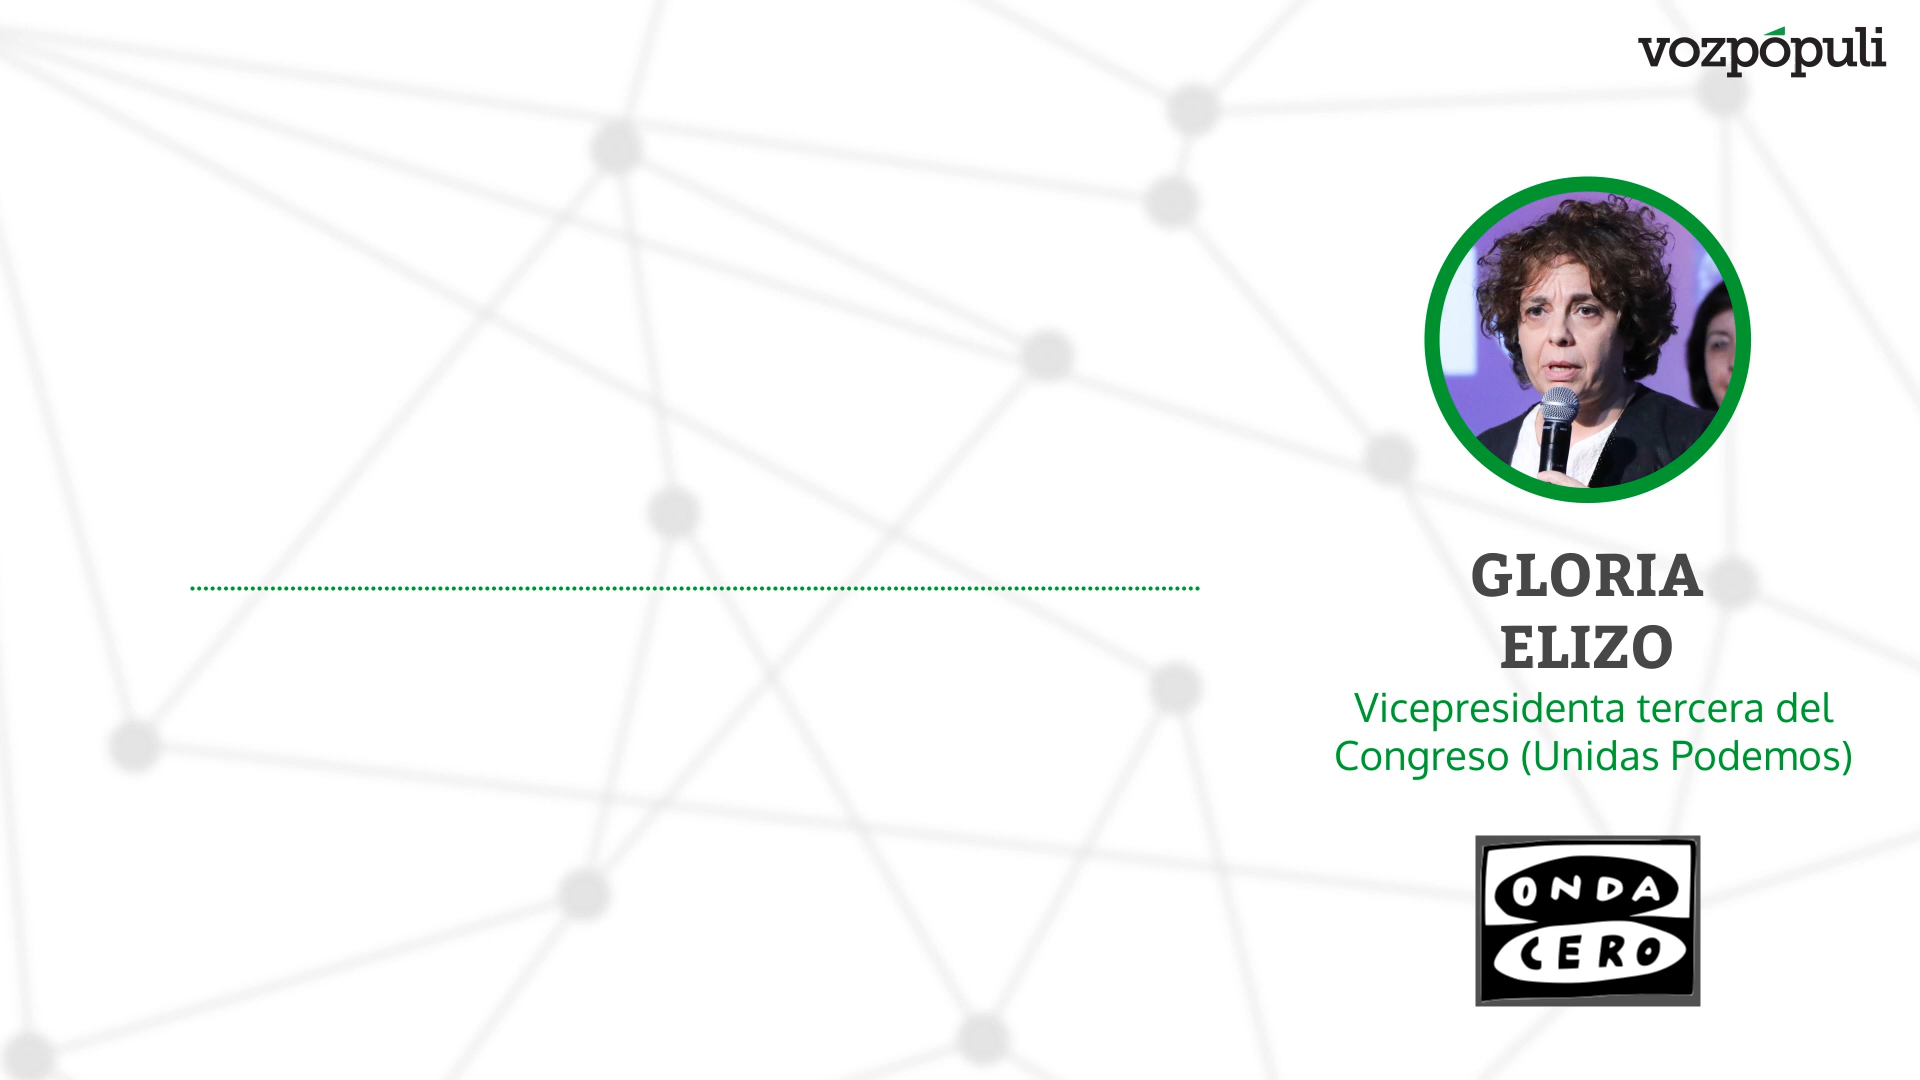 vozpópuli
GLORIA
ELIZO
Vicepresidenta tercera del
Congreso (Unidas Podemos)
ONDA
CERO